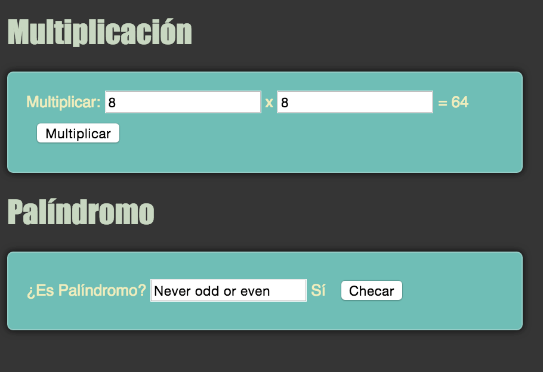 Multiplicación
Multiplicar: 8 x 8 = 64
Multiplicar
Palíndromo
¿Es Palíndromo? Never odd or even Sí Checar